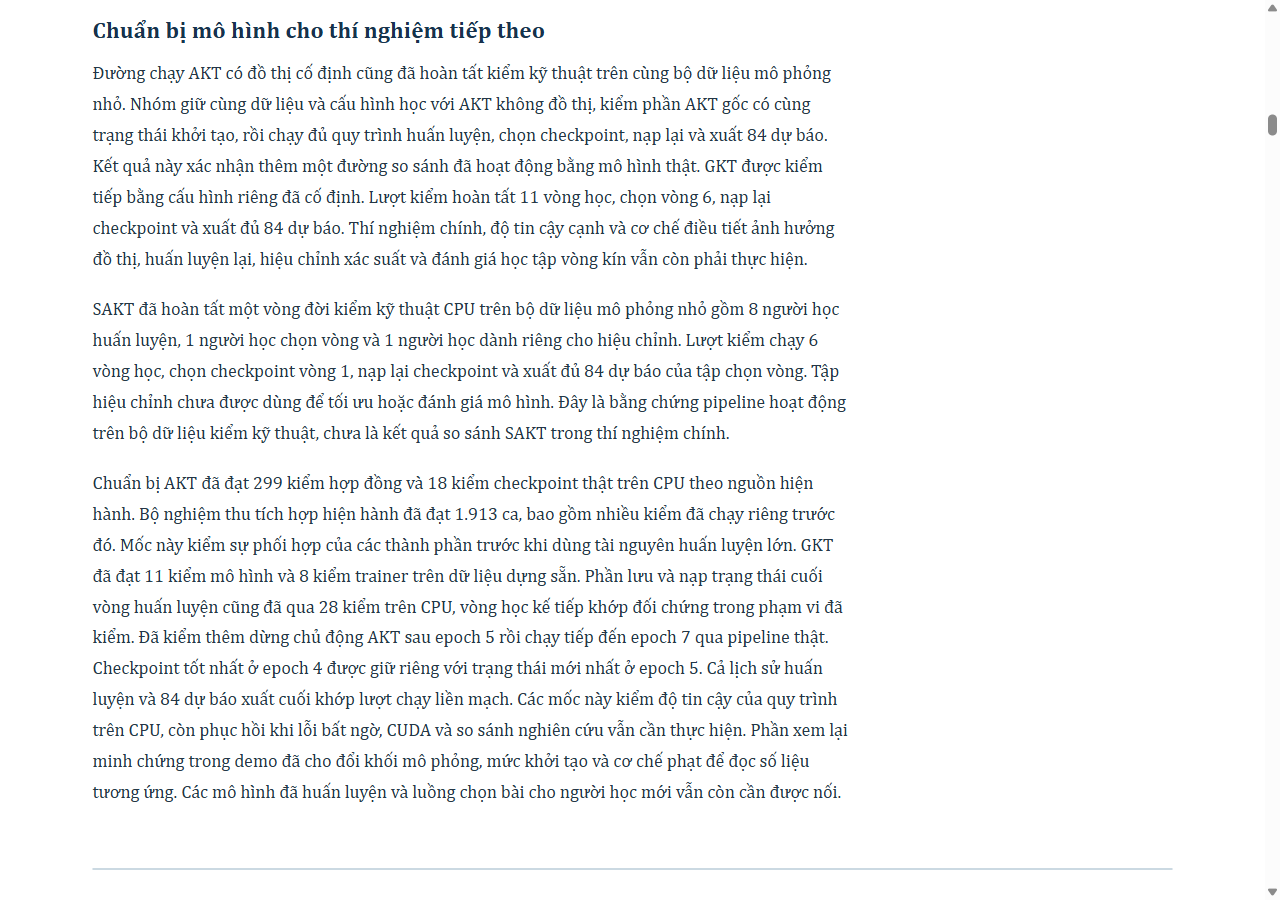 Chuẩn bị mô hình cho thí nghiệm tiếp theo
Đường chạy AKT có đồ thị cố định cũng đã hoàn tất kiểm kỹ thuật trên cùng bộ dữ liệu mô phỏng
nhỏ. Nhóm giữ cùng dữ liệu và cấu hình học với AKT không đồ thị, kiểm phần AKT gốc có cùng
trạng thái khởi tạo, rồi chạy đủ quy trình huấn luyện, chọn checkpoint, nạp lại và xuất 84 dự báo.
Kết quả này xác nhận thêm một đường so sánh đã hoạt động bằng mô hình thật. GKT được kiểm
tiếp bằng cấu hình riêng đã cố định. Lượt kiểm hoàn tất 11 vòng học, chọn vòng 6, nạp lại
checkpoint và xuất đủ 84 dự báo. Thí nghiệm chính, độ tin cậy cạnh và cơ chế điều tiết ảnh hưởng
đồ thị, huấn luyện lại, hiệu chỉnh xác suất và đánh giá học tập vòng kín vẫn còn phải thực hiện.
SAKT đã hoàn tất một vòng đời kiểm kỹ thuật CPU trên bộ dữ liệu mô phỏng nhỏ gồm 8 người học
huấn luyện, 1 người học chọn vòng và 1 người học dành riêng cho hiệu chỉnh. Lượt kiểm chạy 6
vòng học, chọn checkpoint vòng 1, nạp lại checkpoint và xuất đủ 84 dự báo của tập chọn vòng. Tập
hiệu chỉnh chưa được dùng để tối ưu hoặc đánh giá mô hình. Đây là bằng chứng pipeline hoạt động
trên bộ dữ liệu kiểm kỹ thuật, chưa là kết quả so sánh SAKT trong thí nghiệm chính.
Chuẩn bị AKT đã đạt 299 kiểm hợp đồng và 18 kiểm checkpoint thật trên CPU theo nguồn hiện
hành. Bộ nghiệm thu tích hợp hiện hành đã đạt 1.913 ca, bao gồm nhiều kiểm đã chạy riêng trước
đó. Mốc này kiểm sự phối hợp của các thành phần trước khi dùng tài nguyên huấn luyện lớn. GKT
đã đạt 11 kiểm mô hình và 8 kiểm trainer trên dữ liệu dựng sẵn. Phần lưu và nạp trạng thái cuối
vòng huấn luyện cũng đã qua 28 kiểm trên CPU, vòng học kế tiếp khớp đối chứng trong phạm vi đã
kiểm. Đã kiểm thêm dừng chủ động AKT sau epoch 5 rồi chạy tiếp đến epoch 7 qua pipeline thật.
Checkpoint tốt nhất ở epoch 4 được giữ riêng với trạng thái mới nhất ở epoch 5. Cả lịch sử huấn
luyện và 84 dự báo xuất cuối khớp lượt chạy liền mạch. Các mốc này kiểm độ tin cậy của quy trình
trên CPU, còn phục hồi khi lỗi bất ngờ, CUDA và so sánh nghiên cứu vẫn cần thực hiện. Phần xem lại
minh chứng trong demo đã cho đổi khối mô phỏng, mức khởi tạo và cơ chế phạt để đọc số liệu
tương ứng. Các mô hình đã huấn luyện và luồng chọn bài cho người học mới vẫn còn cần được nối.